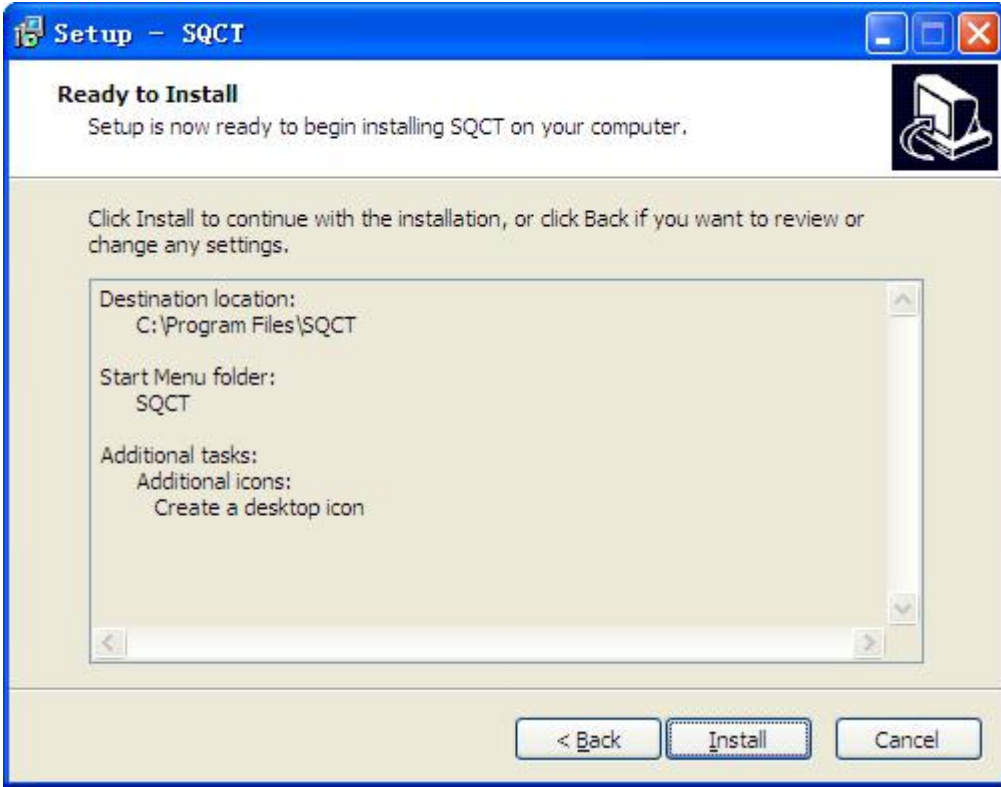 Setup - SQCT
Ready to Install
Setup is now ready to begin installing SQCT on your computer.
Click Install to continue with the installation, or click Back if you want to review or
change any settings.
Destination location:
C:\Program Files\SQCT
Start Menu folder:
SQCT
Additional tasks:
Additional icons:
Create a desktop icon
< Back
Install
Cancel